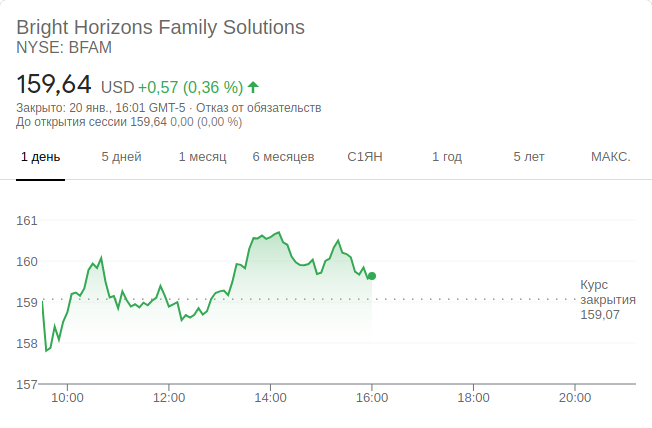 Bright Horizons Family Solutions
NYSE: BFAM
159,64 USD +0,57 (0,36 %)
Закрыто: 20 янв., 16:01 GMT-5 · Отказ от обязательств
До открытия сессии 159,64 0,00 (0,00 %)
1 день 5 дней 1 месяц 6 месяцев С1ЯН 1 год 5 лет МАКС.
161
160
159
158
157
Курс
закрытия
159,07
10:00 12:00 14:00 16:00 18:00 20:00